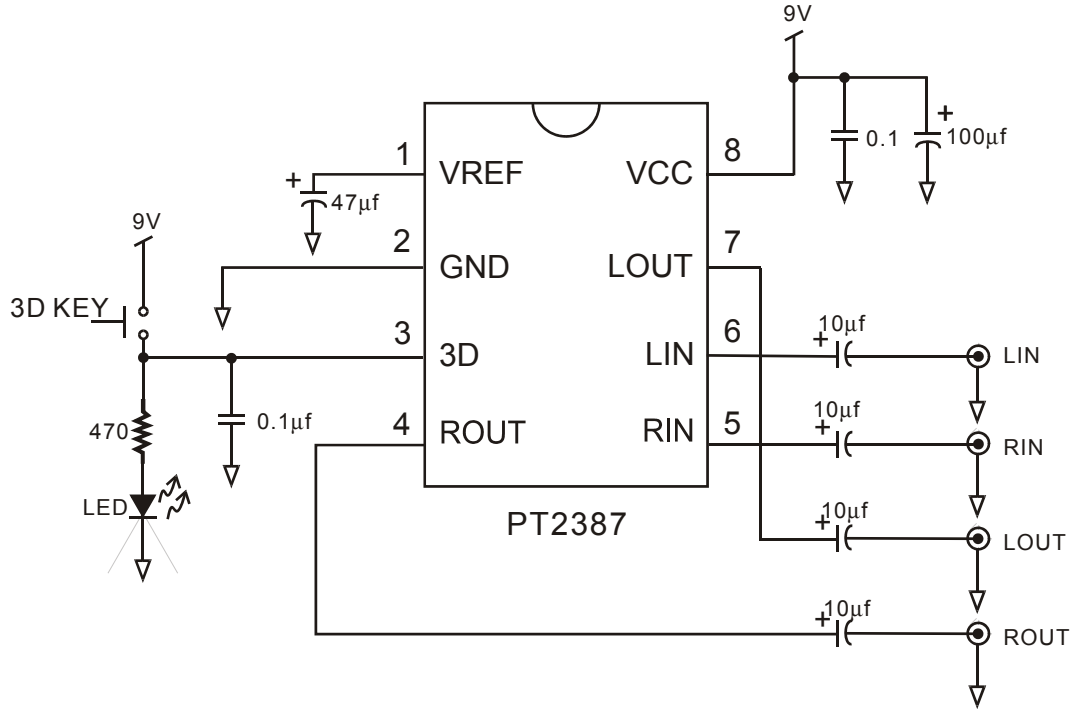 9V
0.1
+
100μf
1
VREF
VCC
8
+
47μf
9V
2
GND
LOUT
7
3D KEY
3
3D
LIN
6
10μf
+
LIN
470
0.1μf
4
ROUT
RIN
5
10μf
+
RIN
LED
PT2387
10μf
+
LOUT
10μf
+
ROUT